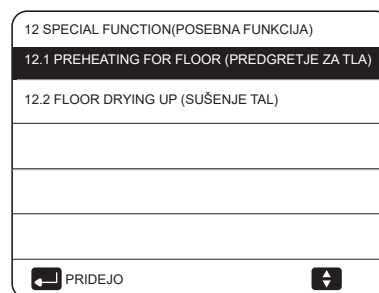 12 SPECIAL FUNCTION(POSEBNA FUNKCIJA)
12.1 PREHEATING FOR FLOOR (PREDGRETJE ZA TLA)
12.2 FLOOR DRYING UP (SUŠENJE TAL)
PRIDEJO